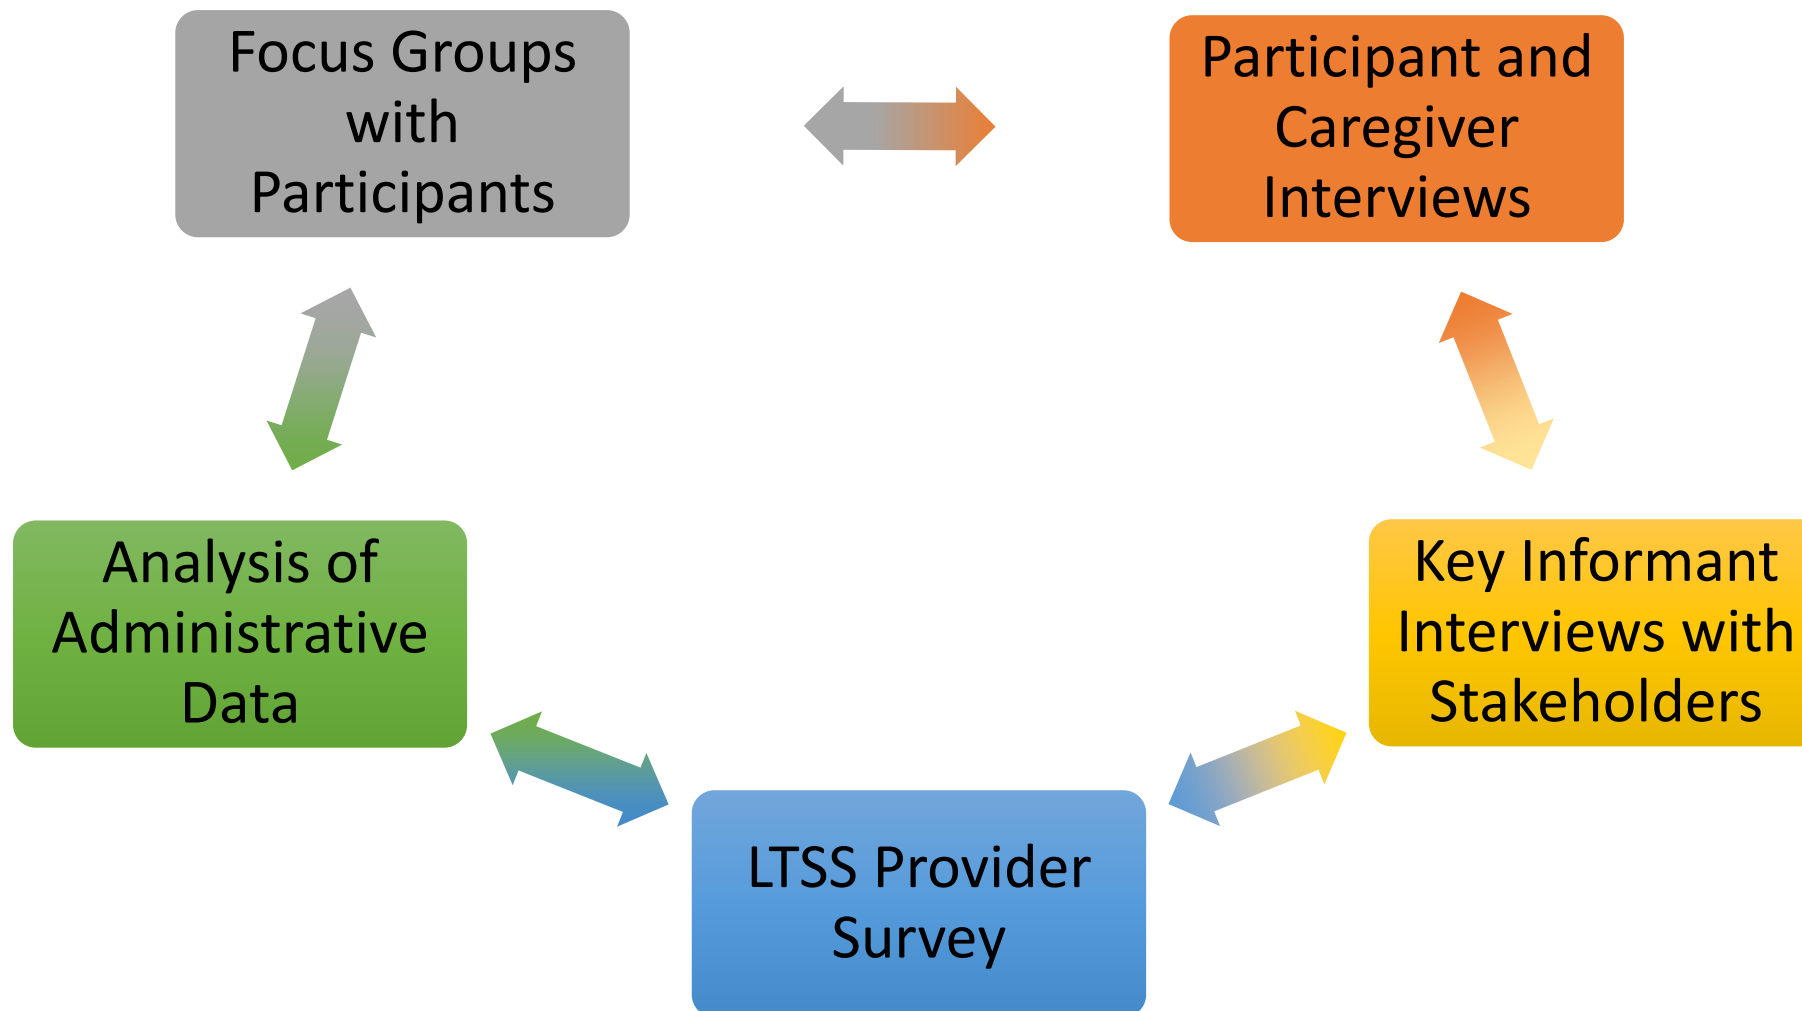 Focus Groups
with
Participants
Participant and
Caregiver
Interviews
Analysis of
Administrative
Data
Key Informant
Interviews with
Stakeholders
LTSS Provider
Survey